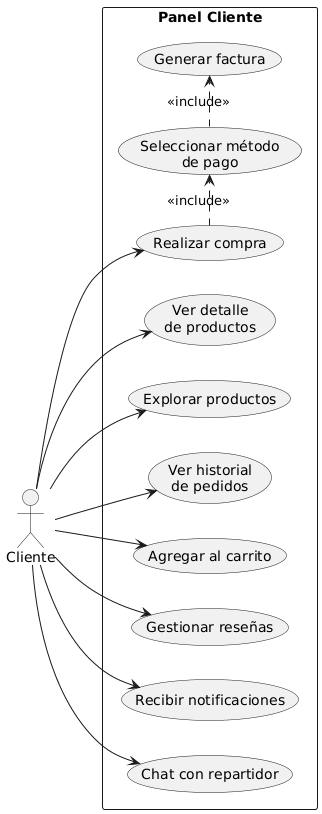 Panel Cliente
Generar factura
«include»
Seleccionar método
de pago
«include»
Realizar compra
Ver detalle
de productos
Explorar productos
Ver historial
de pedidos
Cliente
Agregar al carrito
Gestionar reseñas
Recibir notificaciones
Chat con repartidor